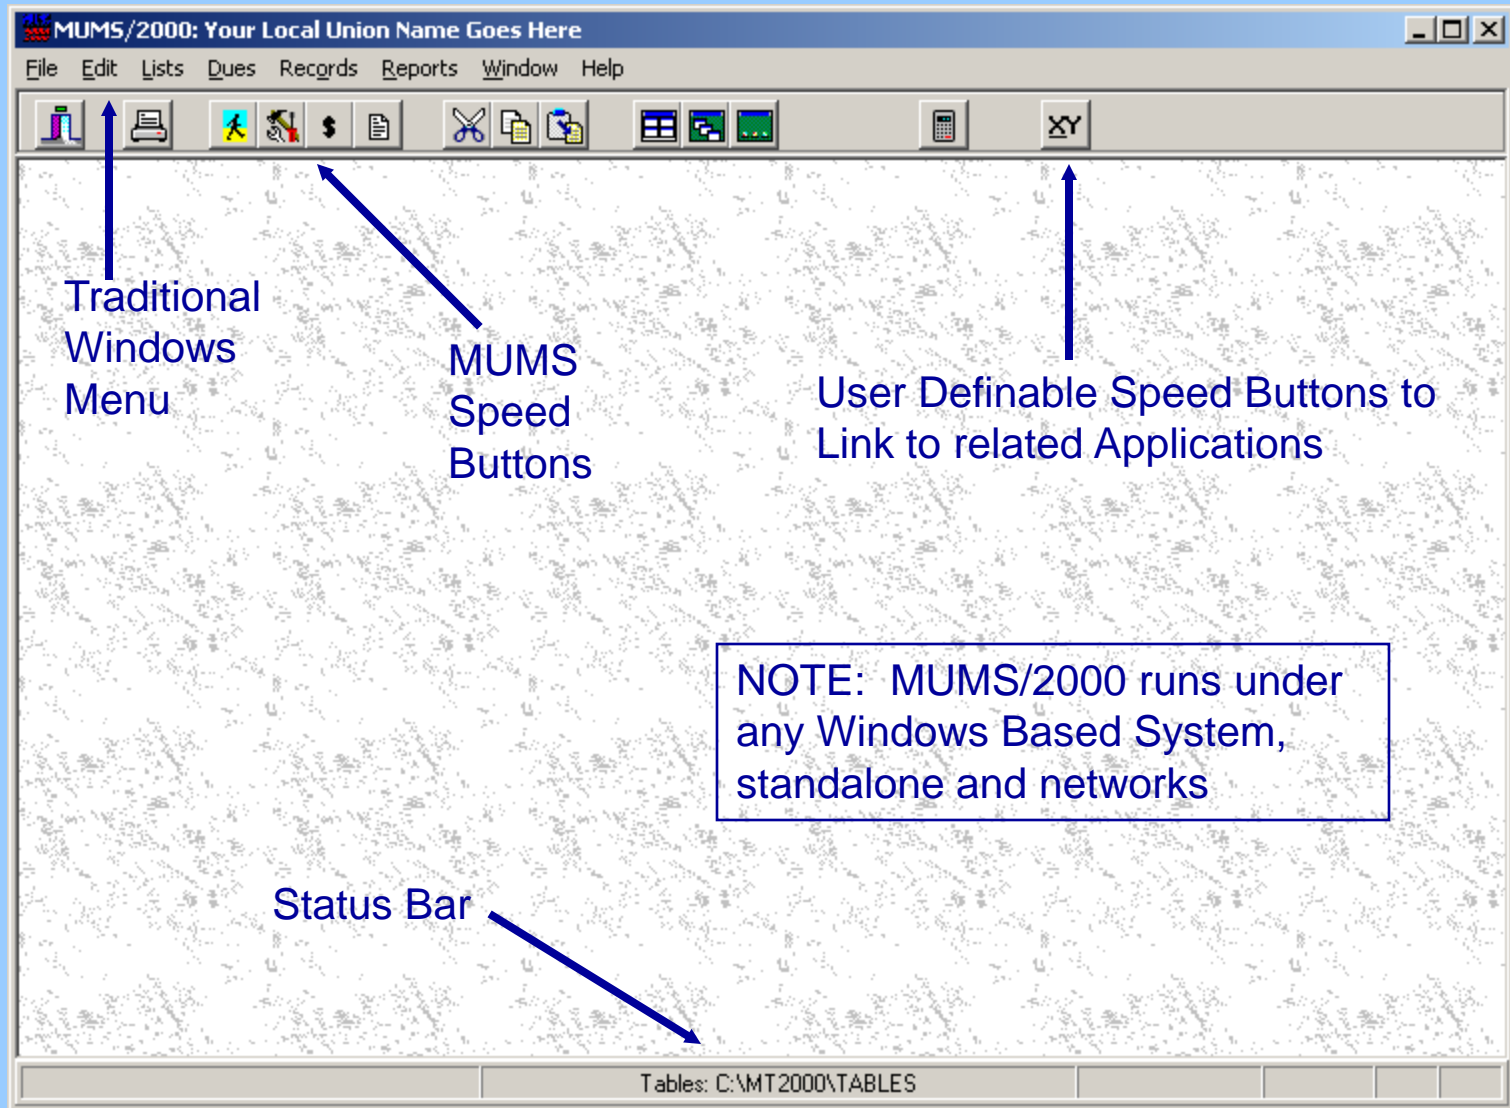 MUMS/2000: Your Local Union Name Goes Here
File Edit Lists Dues Records Reports Window Help
$
XY
Traditional
Windows
Menu
MUMS
Speed
Buttons
User Definable Speed Buttons to
Link to related Applications
NOTE: MUMS/2000 runs under
any Windows Based System,
standalone and networks
Status Bar
Tables: C:\MT2000\TABLES